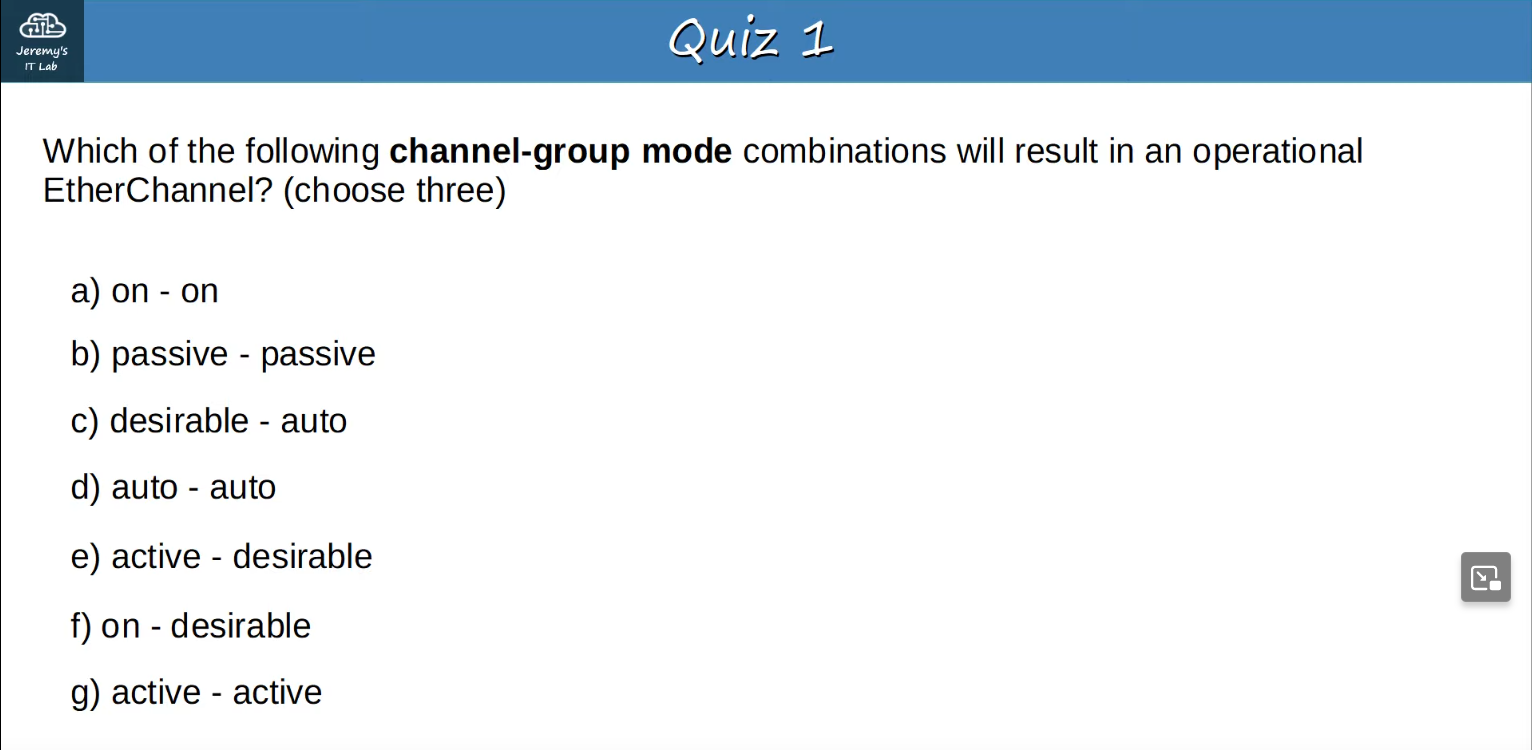 Jeremy's
IT Lab
Quiz 1
Which of the following channel-group mode combinations will result in an operational
EtherChannel? (choose three)
a) on - on
b) passive - passive
c) desirable - auto
d) auto - auto
e) active - desirable
f) on - desirable
g) active - active